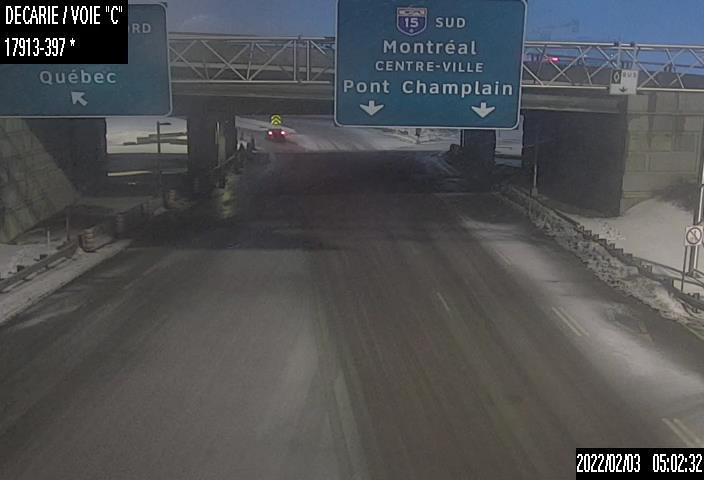 DECARIE / VOIE "C"
17913-397 *
ORD
Québec
15 SUD
Montréal
CENTRE-VILLE
Pont Champlain
BUS
2022/02/03 05:02:32